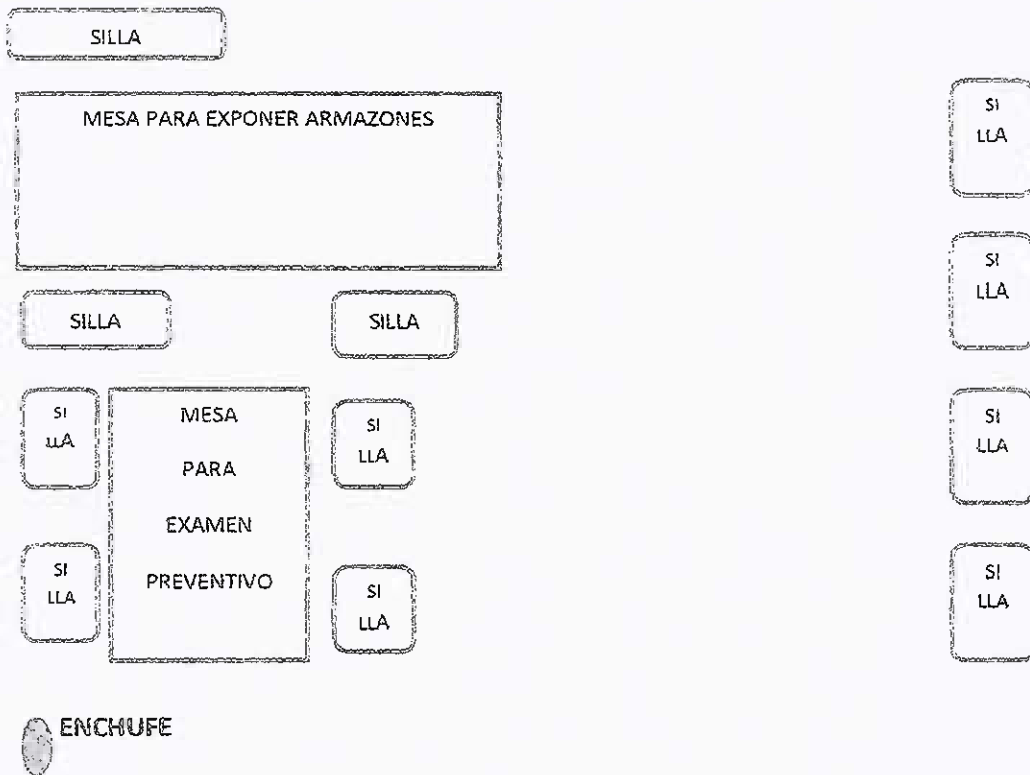 SILLA
MESA PARA EXPONER ARMAZONES
SI
LLA
SI
LLA
SILLA
SILLA
SI
LLA
MESA
PARA
EXAMEN
PREVENTIVO
SI
LLA
SI
LLA
SI
LLA
SI
LLA
SI
LLA
ENCHUFE